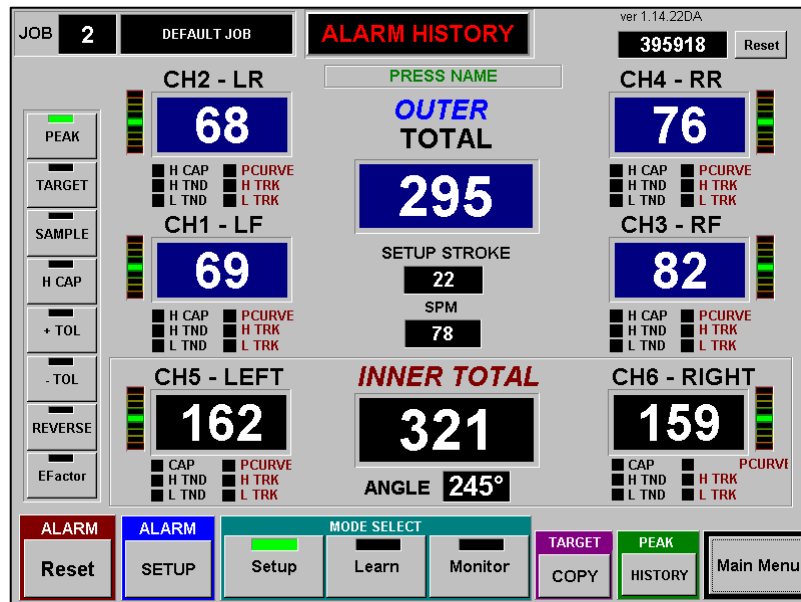 JOB 2 DEFAULT JOB ALARM HISTORY ver 1.14.22DA
395918 Reset
PRESS NAME
CH2 - LR
68
H CAP PCURVE
H TND H TRK
L TND L TRK
OUTER
TOTAL
295
CH4 - RR
76
H CAP PCURVE
H TND H TRK
L TND L TRK
PEAK
TARGET
SAMPLE
H CAP
+ TOL
- TOL
REVERSE
EFactor
CH1 - LF
69
H CAP PCURVE
H TND H TRK
L TND L TRK
SETUP STROKE
22
SPM
78
CH3 - RF
82
H CAP PCURVE
H TND H TRK
L TND L TRK
CH5 - LEFT
162
CAP PCURVE
H TND H TRK
L TND L TRK
INNER TOTAL
321
ANGLE 245°
CH6 - RIGHT
159
CAP PCURVE
H TND H TRK
L TND L TRK
ALARM
Reset
ALARM
SETUP
MODE SELECT
Setup Learn Monitor
TARGET
COPY
PEAK
HISTORY
Main Menu